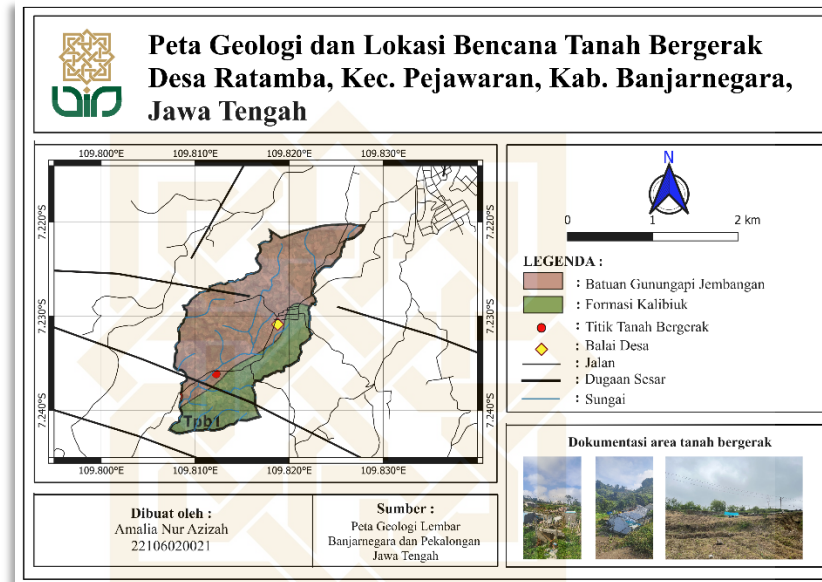 Peta Geologi dan Lokasi Bencana Tanah Bergerak
Desa Ratamba, Kec. Pejawaran, Kab. Banjarnegara,
Jawa Tengah
uin
109.800°E 109.810°E 109.820°E 109.830°E
7.220°S 7.220°S
7.230°S 7.230°S
7.240°S 7.240°S
Tpb1
109.800°E 109.810°E 109.820°E 109.830°E
N
0 1 2 km
LEGENDA :
: Batuan Gunungapi Jembangan
: Formasi Kalibiuk
: Titik Tanah Bergerak
: Balai Desa
: Jalan
: Dugaan Sesar
: Sungai
Dokumentasi area tanah bergerak
Dibuat oleh :
Amalia Nur Azizah
22106020021
Sumber :
Peta Geologi Lembar
Banjarnegara dan Pekalongan
Jawa Tengah